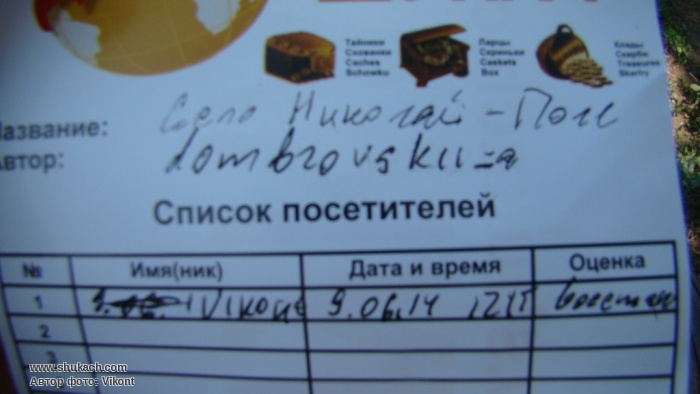 Тайники Ларцы Клады
Схованки Скриньки Скарби
Caches Caskets Treasures
Schowku Box Skarby
Название: Село Николай-Поле
Автор: dombrovskii-a
Список посетителей
№ Имя(ник) Дата и время Оценка
1 Vikont 9.06.14
2
3
www.shukach.com
Автор фото: Vikont